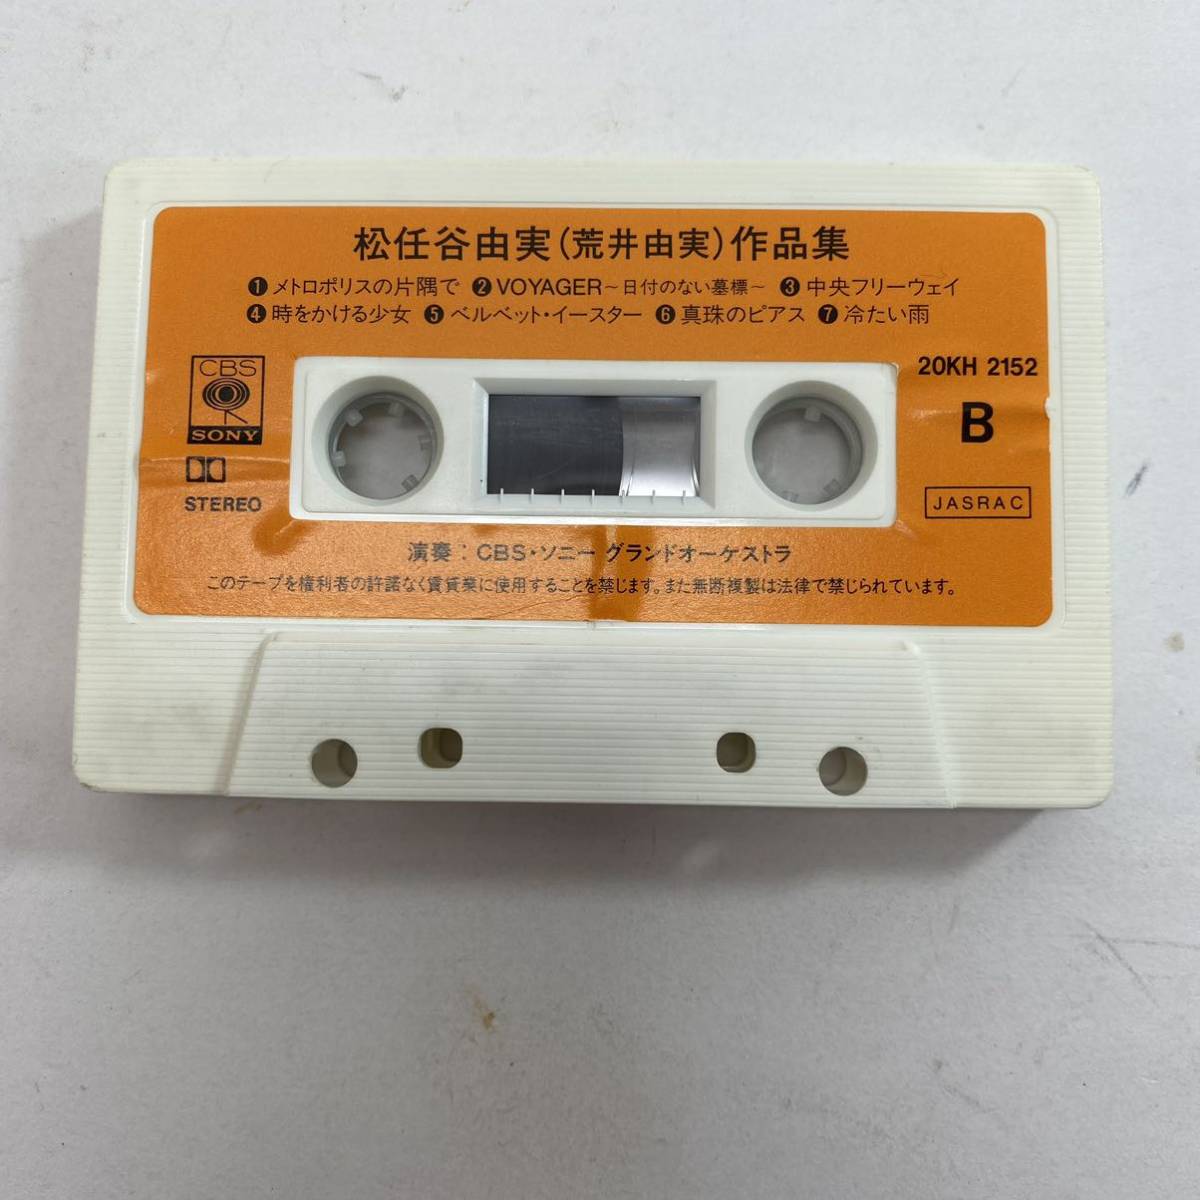 松任谷由実(荒井由実)作品集
❶メトロポリスの片隅で ❷VOYAGER~日付のない墓標~ ❸中央フリーウェイ
❹時をかける少女 ❺ベルベット・イースター ❻真珠のピアス ❼冷たい雨
CBS
SONY
STEREO
20KH 2152
B
JASRAC
演奏:CBS・ソニー グランドオーケストラ
このテープを権利者の許諾なく賃貸業に使用することを禁じます。また無断複製は法律で禁じられています。